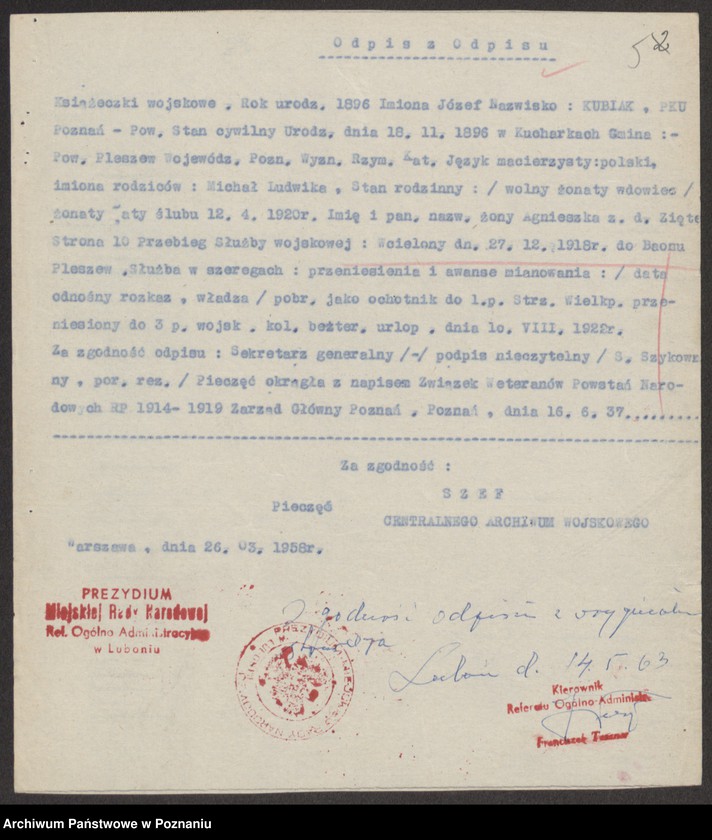 52
Odpis z Odpisu
Książeczki wojskowe , Rok urodz, 1896 Imiona Józef Nazwisko : KUBIAK , PKU
Poznań - Pow, Stan cywilny Urodz, dnia 18, 11, 1896 w Kucharkach Gmina :-
Pow, Pleszew Wojewódz, Pozn, Wyzn, Rzym, Kat, Język macierzysty:polski,
imiona rodziców : Michał Ludwika , Stan rodzinny : / wolny żonaty wdowiec /
żonaty aty ślubu 12, 4, 1920r. Imię i pan, nazw, żony Agnieszka z, d, Zięte
Strona 10 Przebieg Służby wojskowej : Wcielony dn, 27, 12, 1918r. do Baonu
Pleszew ,Służba w szeregach : przeniesienia i awanse mianowania : / data
odnośny rozkaz , władza / pobr, jako ochotnik do 1.p. Strz, Wielkp, prze-
niesiony do 3 p, wojsk , kol, beżter, urlop , dnia 1o, VIII, 1922r.
Za zgodność odpisu : Sekretarz generalny /-/ podpis nieczytelny / S, Szykown
ny , por, rez, / Pieczęć okrągła z napisem Związek Weteranów Powstań Naro-
dowych RP 1914- 1919 Zarząd Główny Poznań , Poznań , dnia 16, 6, 37,........
Za zgodność :
SZEF
Pieczęć
CENTRALNEGO ARCHIWUM WOJSKOWEGO
Warszawa , dnia 26, 03, 1958r.
PREZYDIUM
Miejskiej Rady Narodowej
Ref. Ogólno Administracyjny
w Luboniu
Zgodność odpisu z oryginałem
Luboń d. 14.5.63
Kierownik
Referatu Ogólno-Administr.
Franciszek
Archiwum Państwowe w Poznaniu